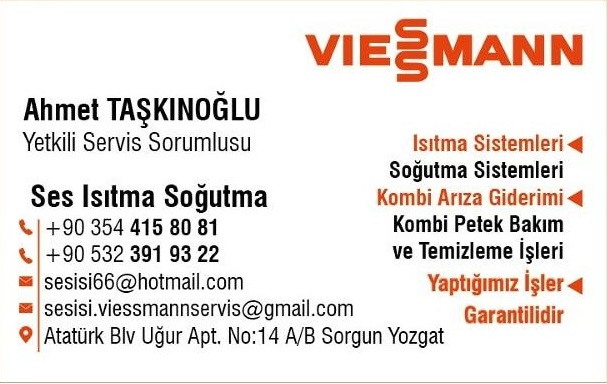 VIESSMANN
Ahmet TAŞKINOĞLU
Yetkili Servis Sorumlusu
Ses Isıtma Soğutma
+90 354 415 80 81
+90 532 391 93 22
sesisi66@hotmail.com
sesisi.viessmannservis@gmail.com
Atatürk Blv Uğur Apt. No:14 A/B Sorgun Yozgat
Isıtma Sistemleri
Soğutma Sistemleri
Kombi Arıza Giderimi
Kombi Petek Bakım
ve Temizleme İşleri
Yaptığımız İşler
Garantilidir